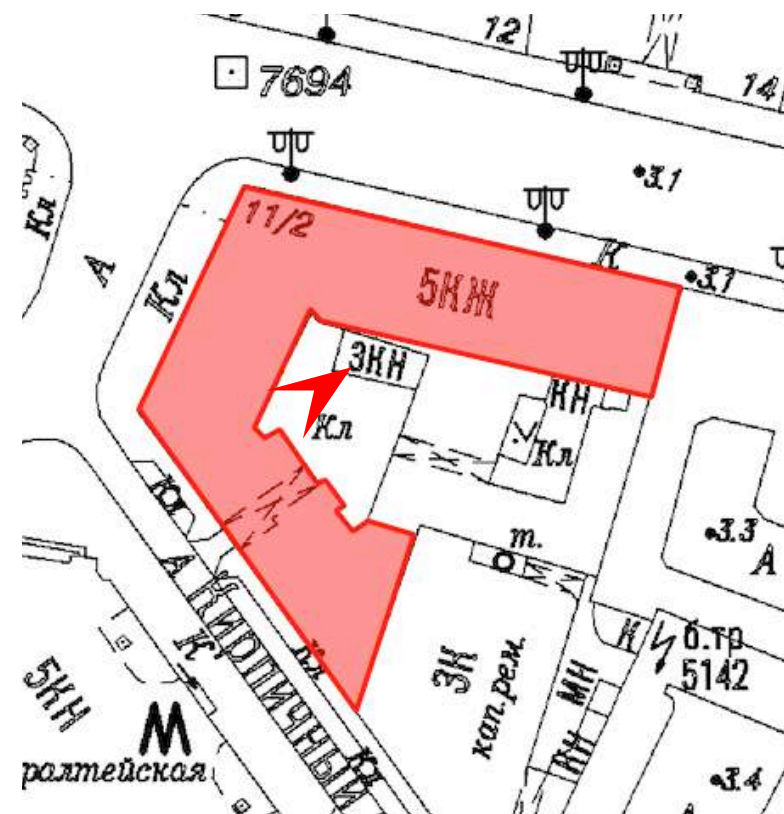 12
7694
14
3.1
Кл
11/2
К
3.1
А
Кл
5КЖ
3КН
КН
Кл
Кл
3.3
т.
А
Кл
А
К
Н
б.тр
5142
3К
кап.рем.
МН
5КН
Кирпичный
М
ралтейская
3.4